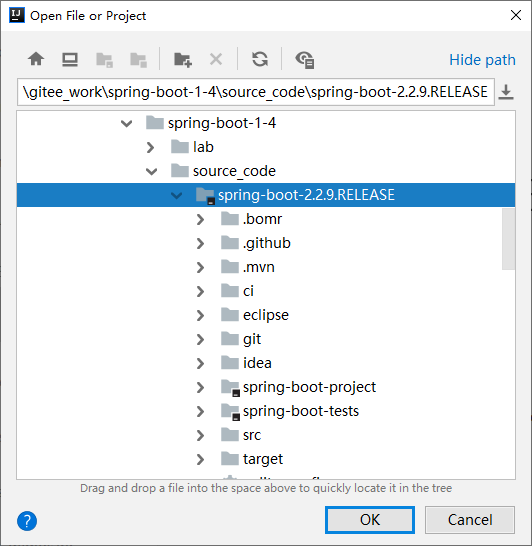 Open File or Project
Hide path
\gitee_work\spring-boot-1-4\source_code\spring-boot-2.2.9.RELEASE
spring-boot-1-4
lab
source_code
spring-boot-2.2.9.RELEASE
.bomr
.github
.mvn
ci
eclipse
git
idea
spring-boot-project
spring-boot-tests
src
target
Drag and drop a file into the space above to quickly locate it in the tree
?
OK
Cancel